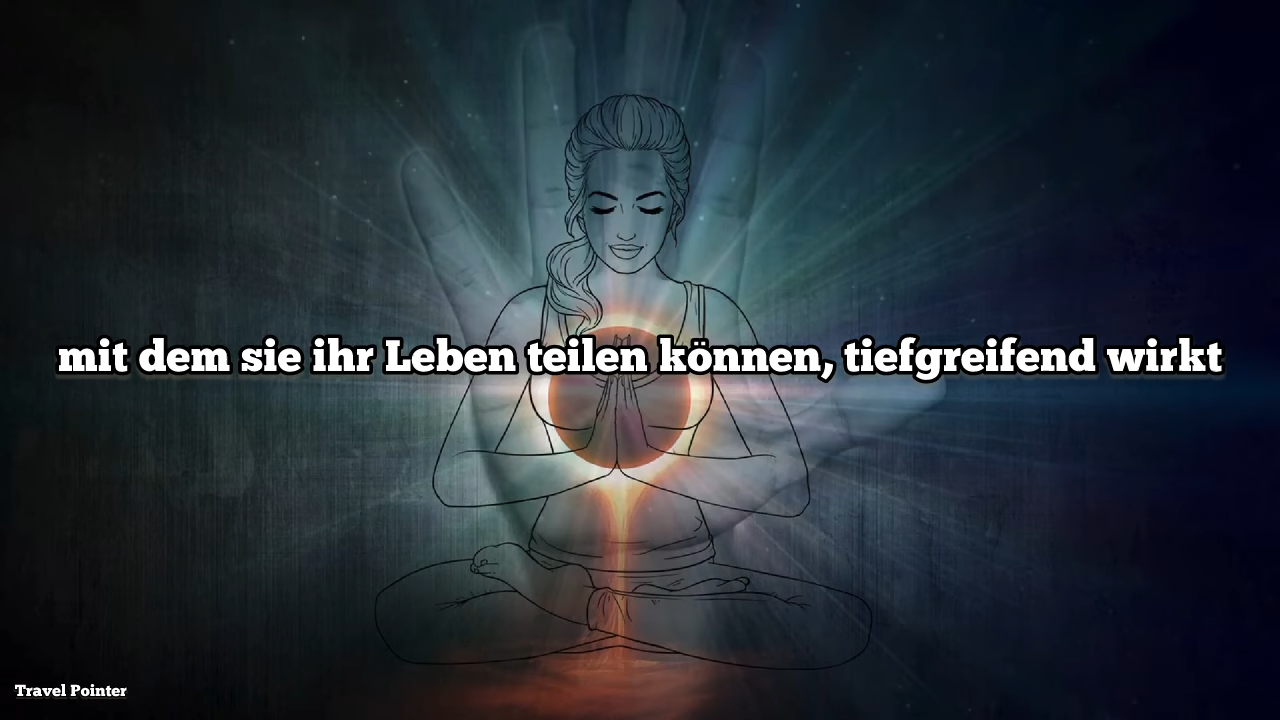 mit dem sie ihr Leben teilen können, tiefgreifend wirkt
Travel Pointer